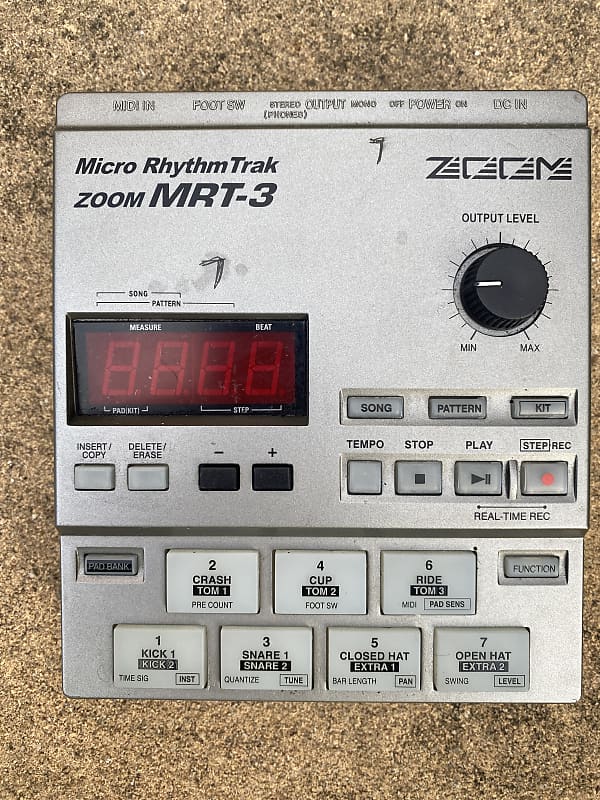 MIDI IN FOOT SW STEREO OUTPUT MONO OFF POWER ON DC IN
(PHONES)
Micro RhythmTrak
ZOOM MRT-3
ZOOM
7
7
OUTPUT LEVEL
MIN MAX
SONG
PATTERN
MEASURE BEAT
8888
PAD(KIT) STEP
SONG PATTERN KIT
INSERT/
COPY
DELETE/
ERASE
− +
TEMPO STOP PLAY STEP REC
REAL-TIME REC
PAD BANK
2
CRASH
TOM 1
PRE COUNT
4
CUP
TOM 2
FOOT SW
6
RIDE
TOM 3
MIDI PAD SENS
FUNCTION
1
KICK 1
KICK 2
TIME SIG INST
3
SNARE 1
SNARE 2
QUANTIZE TUNE
5
CLOSED HAT
EXTRA 1
BAR LENGTH PAN
7
OPEN HAT
EXTRA 2
SWING LEVEL